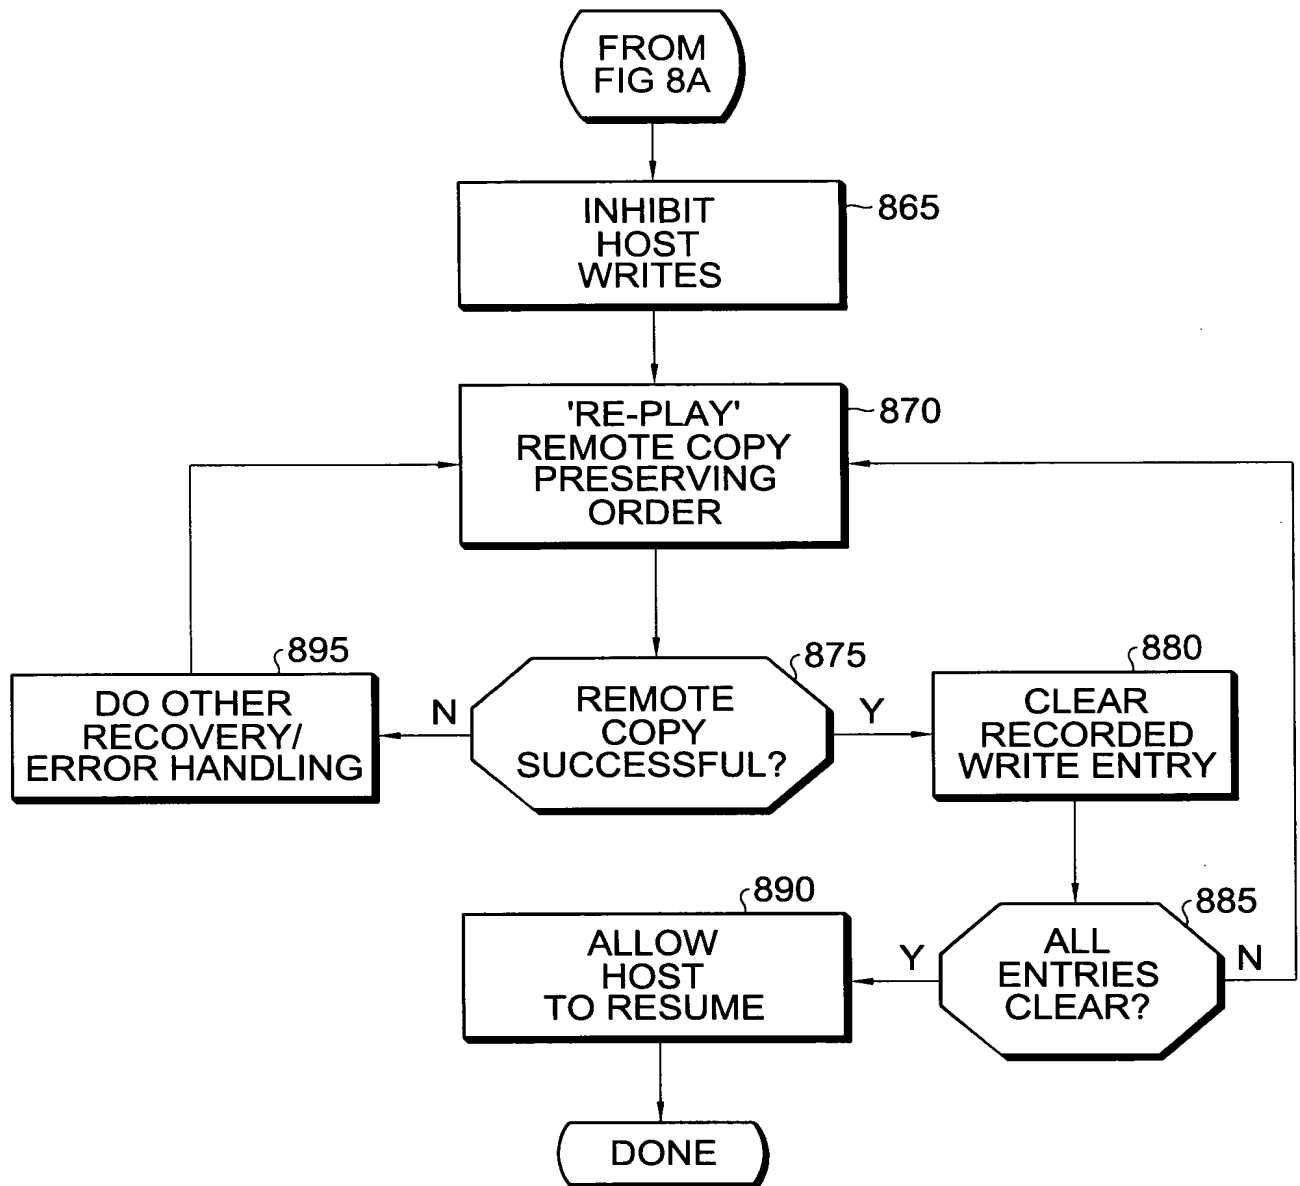 FROM
FIG 8A
INHIBIT
HOST
WRITES
865
'RE-PLAY'
REMOTE COPY
PRESERVING
ORDER
870
895
DO OTHER
RECOVERY/
ERROR HANDLING
N
REMOTE
COPY
SUCCESSFUL?
875
Y
880
CLEAR
RECORDED
WRITE ENTRY
890
ALLOW
HOST
TO RESUME
Y
ALL
ENTRIES
CLEAR?
885
N
DONE